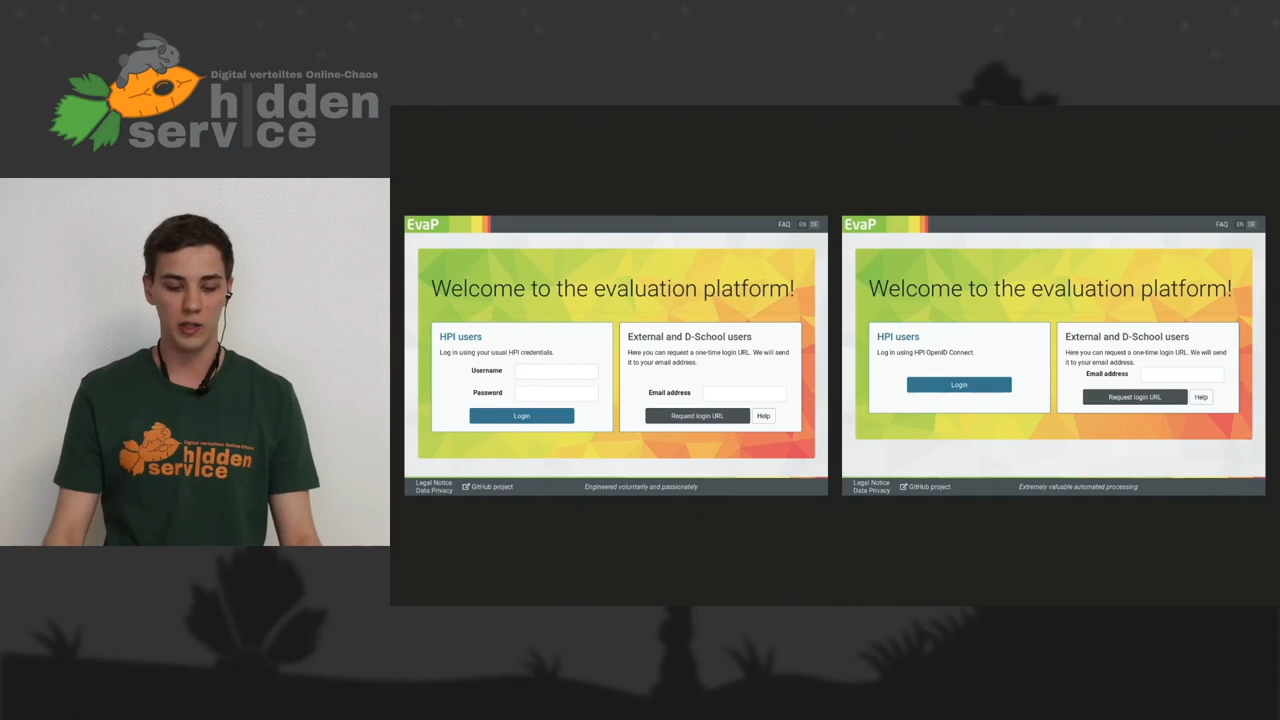 Digital verteiltes Online-Chaos
hidden
service
Digital verteiltes Online-Chaos
hidden
service
EvaP
FAQ EN DE
Welcome to the evaluation platform!
HPI users
Log in using your usual HPI credentials.
Username
Password
Login
External and D-School users
Here you can request a one-time login URL. We will send
it to your email address.
Email address
Request login URL Help
Legal Notice
Data Privacy
GitHub project
Engineered voluntarily and passionately
EvaP
FAQ EN DE
Welcome to the evaluation platform!
HPI users
Log in using HPI OpenID Connect.
Login
External and D-School users
Here you can request a one-time login URL. We will send
it to your email address.
Email address
Request login URL Help
Legal Notice
Data Privacy
GitHub project
Extremely valuable automated processing